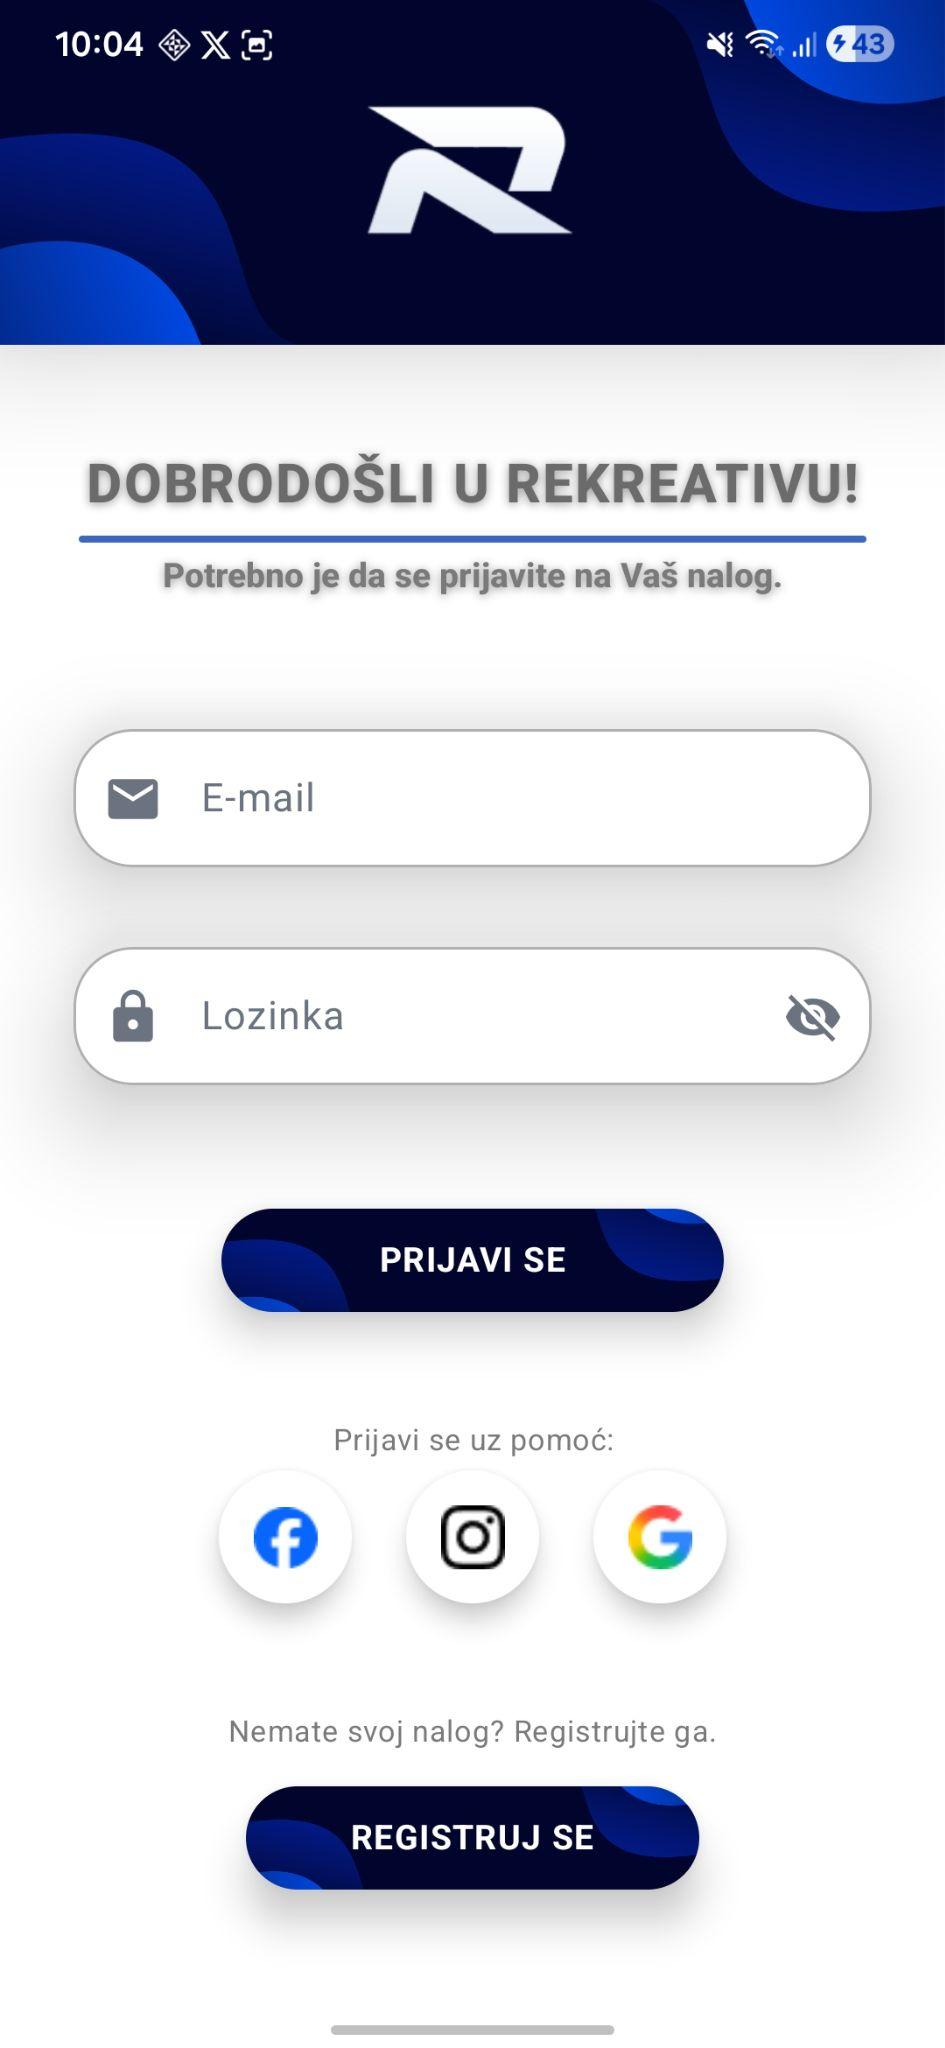 10:04
43
DOBRODOŠLI U REKREATIVU!
Potrebno je da se prijavite na Vaš nalog.
E-mail
Lozinka
PRIJAVI SE
Prijavi se uz pomoć:
Nemate svoj nalog? Registrujte ga.
REGISTRUJ SE